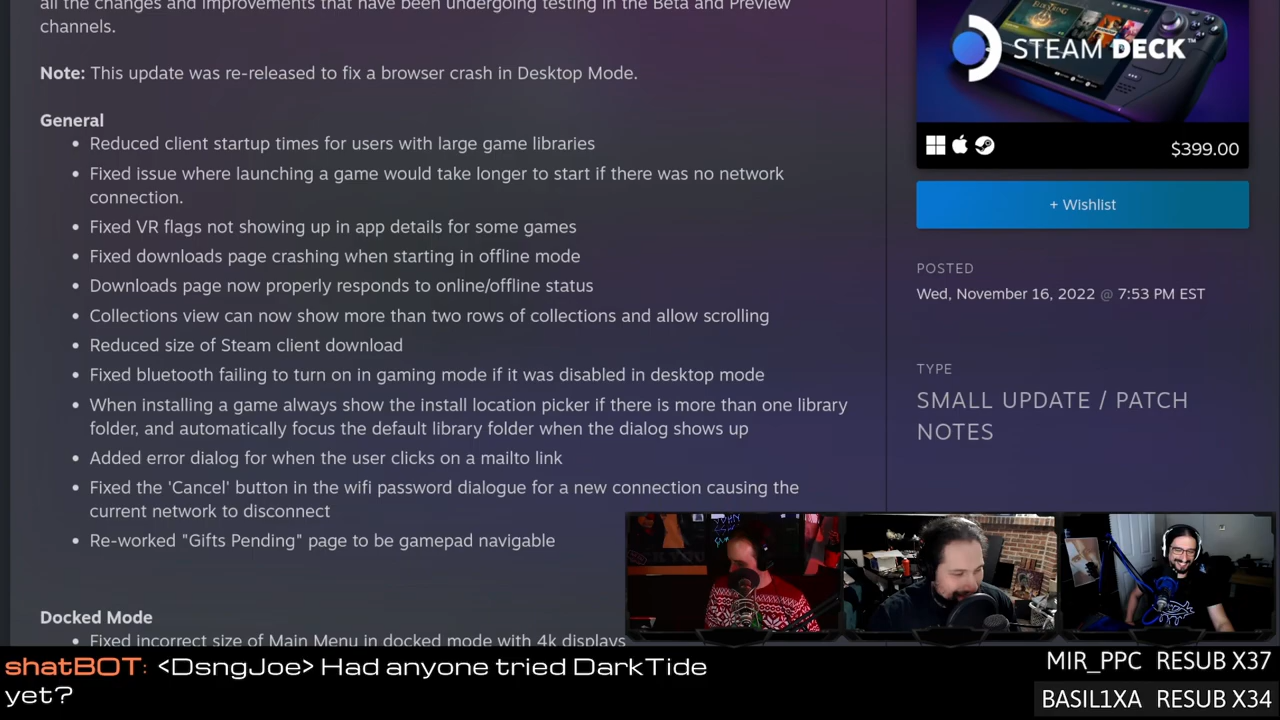 all the changes and improvements that have been undergoing testing in the Beta and Preview
channels.
Note: This update was re-released to fix a browser crash in Desktop Mode.
General
• Reduced client startup times for users with large game libraries
• Fixed issue where launching a game would take longer to start if there was no network
connection.
• Fixed VR flags not showing up in app details for some games
• Fixed downloads page crashing when starting in offline mode
• Downloads page now properly responds to online/offline status
• Collections view can now show more than two rows of collections and allow scrolling
• Reduced size of Steam client download
• Fixed bluetooth failing to turn on in gaming mode if it was disabled in desktop mode
• When installing a game always show the install location picker if there is more than one library
folder, and automatically focus the default library folder when the dialog shows up
• Added error dialog for when the user clicks on a mailto link
• Fixed the 'Cancel' button in the wifi password dialogue for a new connection causing the
current network to disconnect
• Re-worked "Gifts Pending" page to be gamepad navigable
Docked Mode
• Fixed incorrect size of Main Menu in docked mode with 4k displays
STEAM DECK™
$399.00
+ Wishlist
POSTED
Wed, November 16, 2022 @ 7:53 PM EST
TYPE
SMALL UPDATE / PATCH
NOTES
shatBOT: <DsngJoe> Had anyone tried DarkTide
yet?
MIR_PPC RESUB X37
BASIL1XA RESUB X34